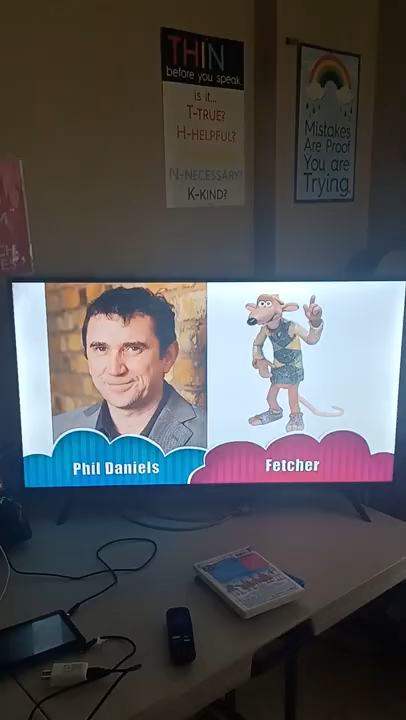 THIN
before you speak
is it...
T-TRUE?
H-HELPFUL?
N-NECESSARY?
K-KIND?
Mistakes
Are Proof
You are
Trying.
Phil Daniels
Fetcher